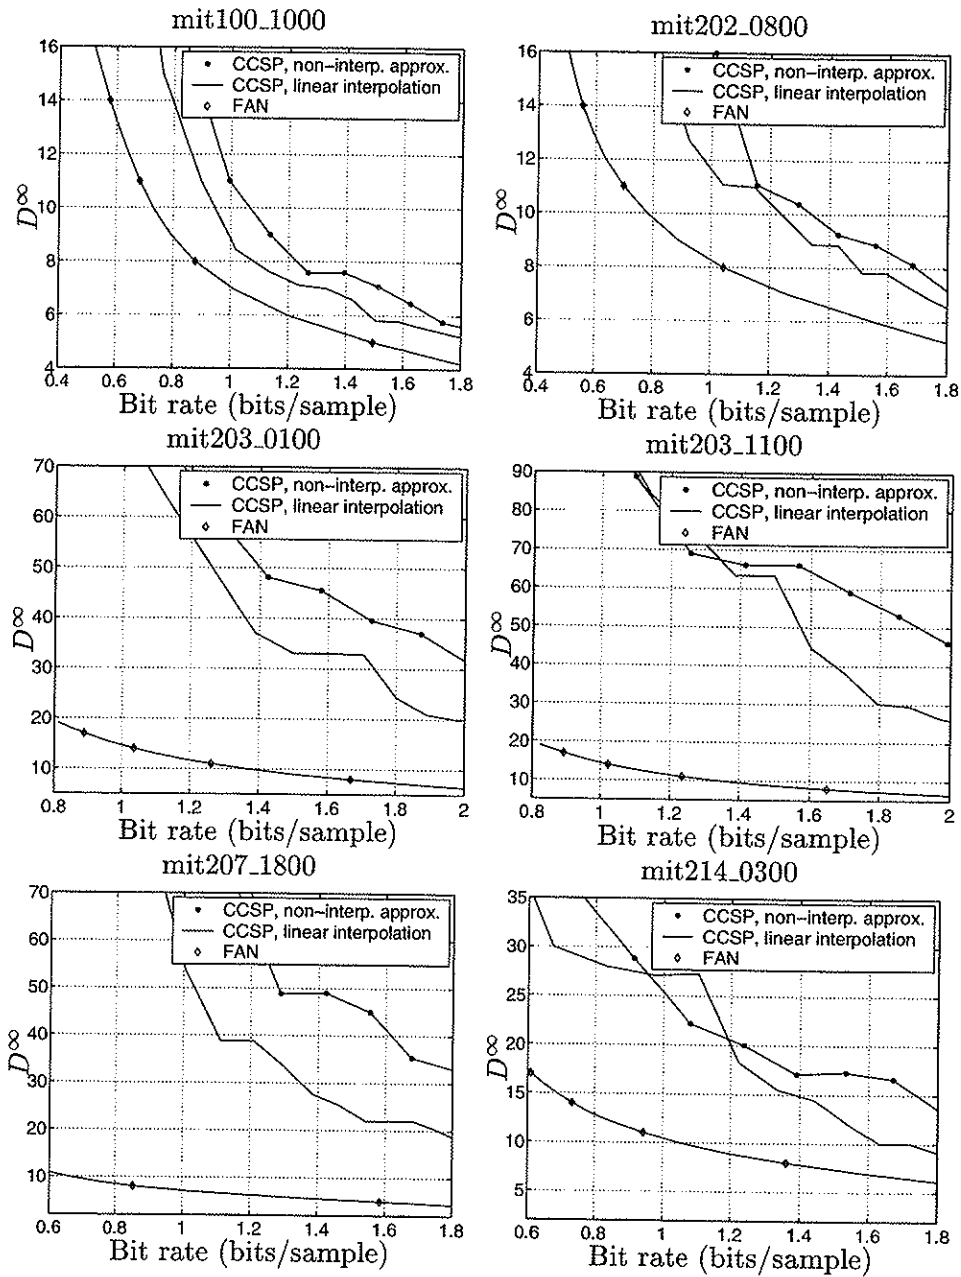 mit100_1000
16
14
12
10
8
6
4
D∞
CCSP, non-interp. approx.
CCSP, linear interpolation
FAN
0.4 0.6 0.8 1 1.2 1.4 1.6 1.8
Bit rate (bits/sample)
mit202_0800
16
14
12
10
8
6
4
D∞
CCSP, non-interp. approx.
CCSP, linear interpolation
FAN
0.4 0.6 0.8 1 1.2 1.4 1.6 1.8
Bit rate (bits/sample)
mit203_0100
70
60
50
40
30
20
10
D∞
CCSP, non-interp. approx.
CCSP, linear interpolation
FAN
0.8 1 1.2 1.4 1.6 1.8 2
Bit rate (bits/sample)
mit203_1100
90
80
70
60
50
40
30
20
10
D∞
CCSP, non-interp. approx.
CCSP, linear interpolation
FAN
0.8 1 1.2 1.4 1.6 1.8 2
Bit rate (bits/sample)
mit207_1800
70
60
50
40
30
20
10
D∞
CCSP, non-interp. approx.
CCSP, linear interpolation
FAN
0.6 0.8 1 1.2 1.4 1.6 1.8
Bit rate (bits/sample)
mit214_0300
35
30
25
20
15
10
5
D∞
CCSP, non-interp. approx.
CCSP, linear interpolation
FAN
0.6 0.8 1 1.2 1.4 1.6 1.8
Bit rate (bits/sample)